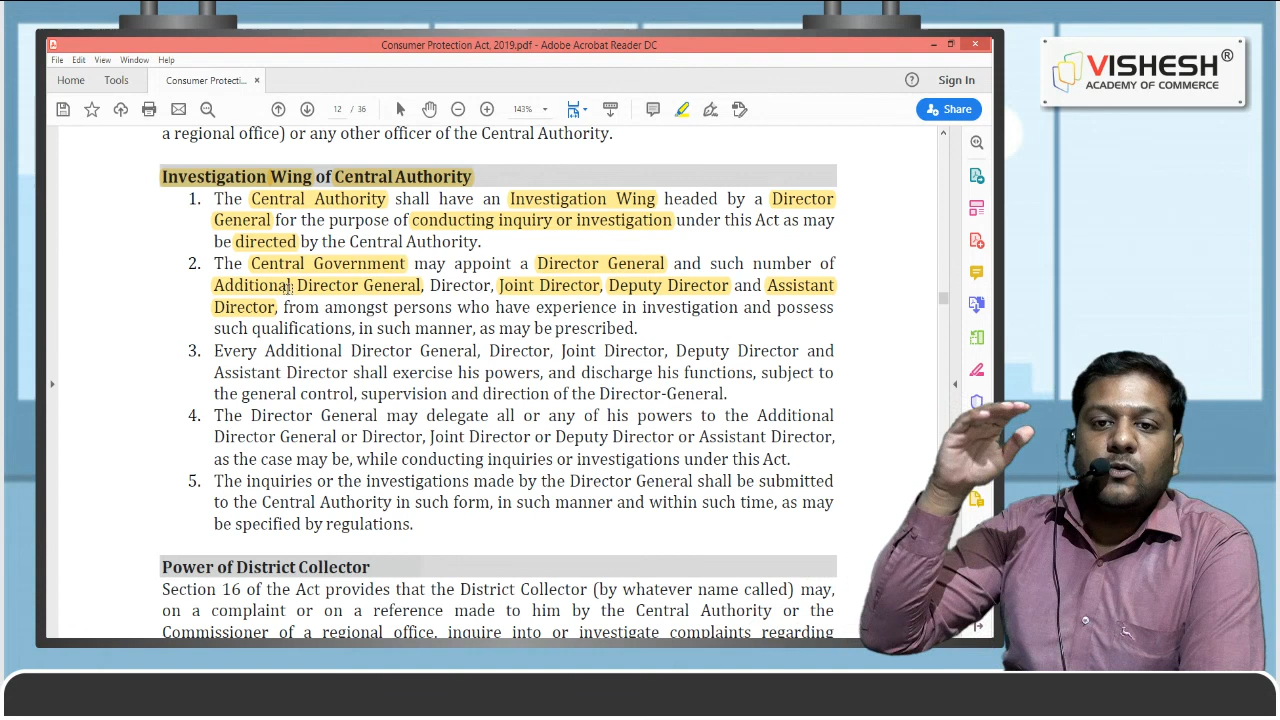 Consumer Protection Act, 2019.pdf - Adobe Acrobat Reader DC
File Edit View Window Help
Home Tools Consumer Protecti... × Sign In
12 / 36 143% Share
a regional office) or any other officer of the Central Authority.
Investigation Wing of Central Authority
1. The Central Authority shall have an Investigation Wing headed by a Director
General for the purpose of conducting inquiry or investigation under this Act as may
be directed by the Central Authority.
2. The Central Government may appoint a Director General and such number of
Additional Director General, Director, Joint Director, Deputy Director and Assistant
Director, from amongst persons who have experience in investigation and possess
such qualifications, in such manner, as may be prescribed.
3. Every Additional Director General, Director, Joint Director, Deputy Director and
Assistant Director shall exercise his powers, and discharge his functions, subject to
the general control, supervision and direction of the Director-General.
4. The Director General may delegate all or any of his powers to the Additional
Director General or Director, Joint Director or Deputy Director or Assistant Director,
as the case may be, while conducting inquiries or investigations under this Act.
5. The inquiries or the investigations made by the Director General shall be submitted
to the Central Authority in such form, in such manner and within such time, as may
be specified by regulations.
Power of District Collector
Section 16 of the Act provides that the District Collector (by whatever name called) may,
on a complaint or on a reference made to him by the Central Authority or the
Commissioner of a regional office, inquire into or investigate complaints regarding
VISHESH®
ACADEMY OF COMMERCE